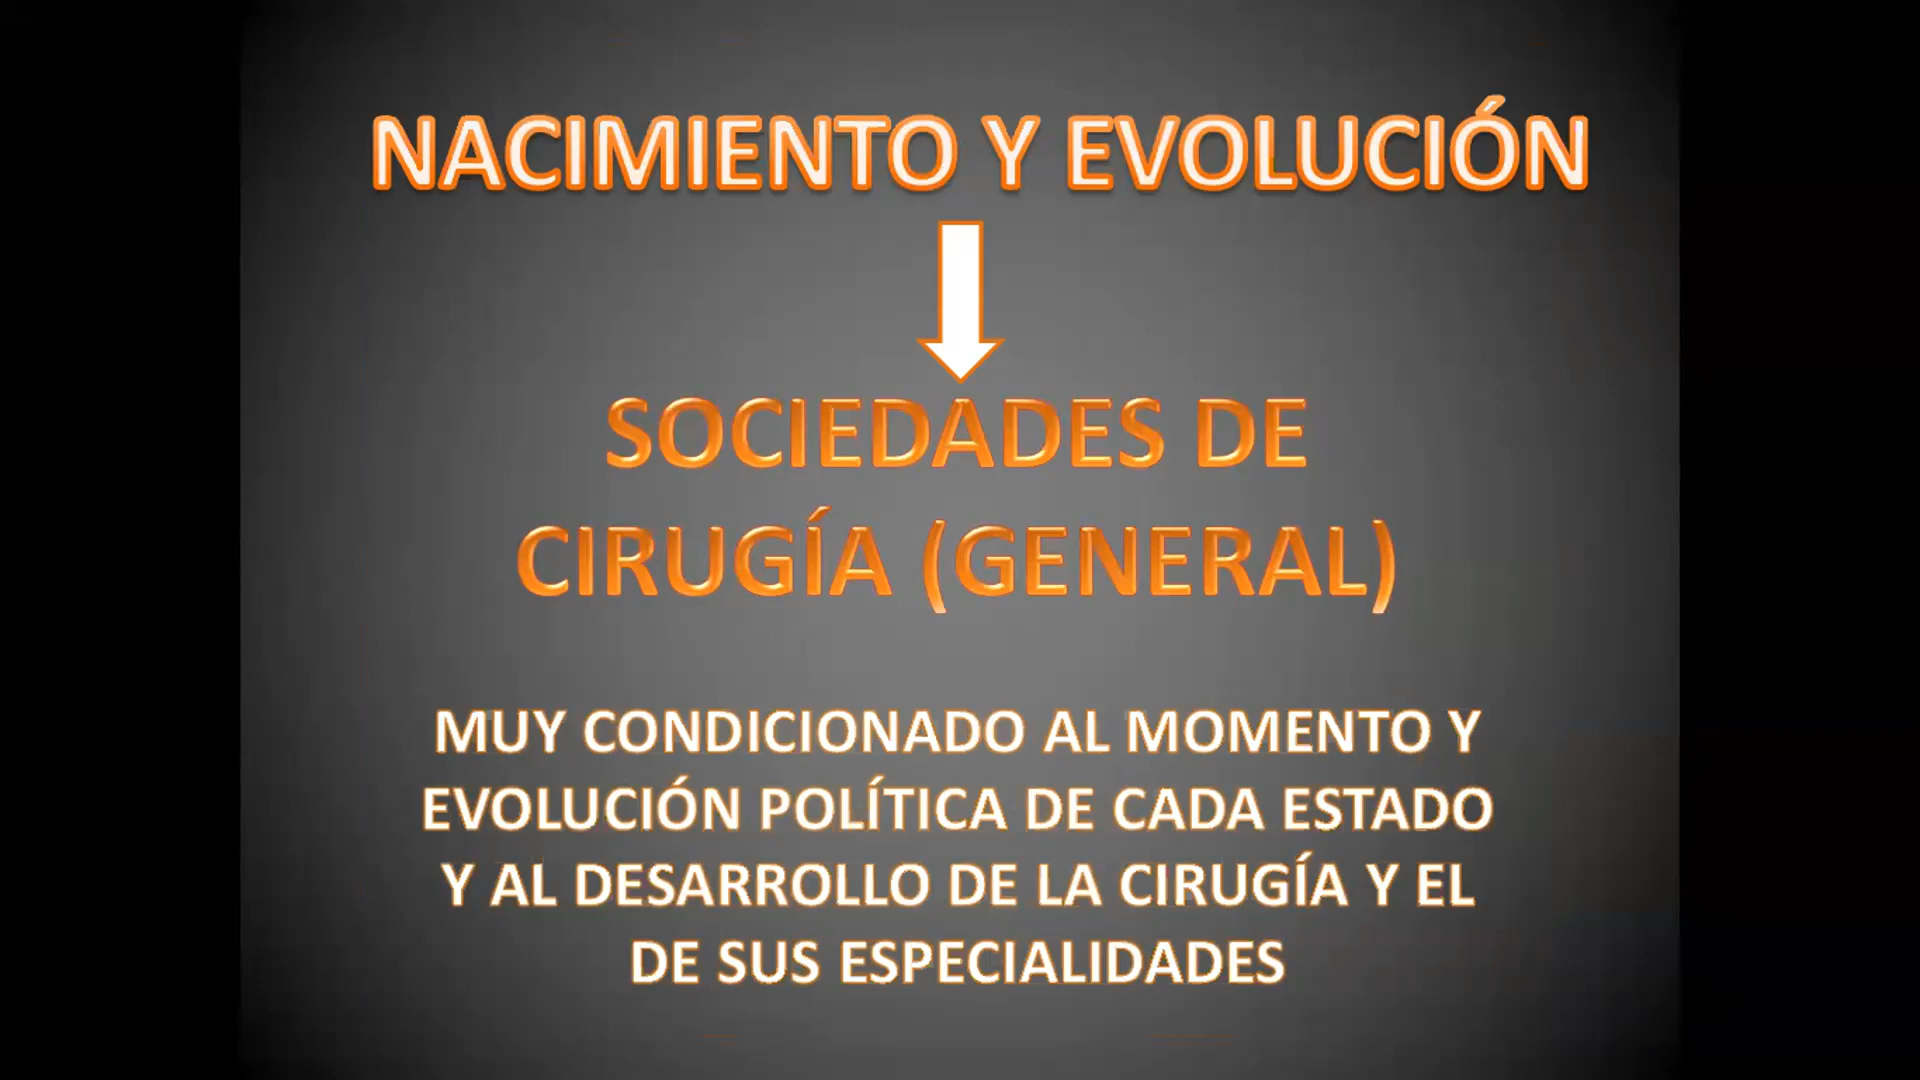 NACIMIENTO Y EVOLUCIÓN
SOCIEDADES DE
CIRUGÍA (GENERAL)
MUY CONDICIONADO AL MOMENTO Y
EVOLUCIÓN POLÍTICA DE CADA ESTADO
Y AL DESARROLLO DE LA CIRUGÍA Y EL
DE SUS ESPECIALIDADES